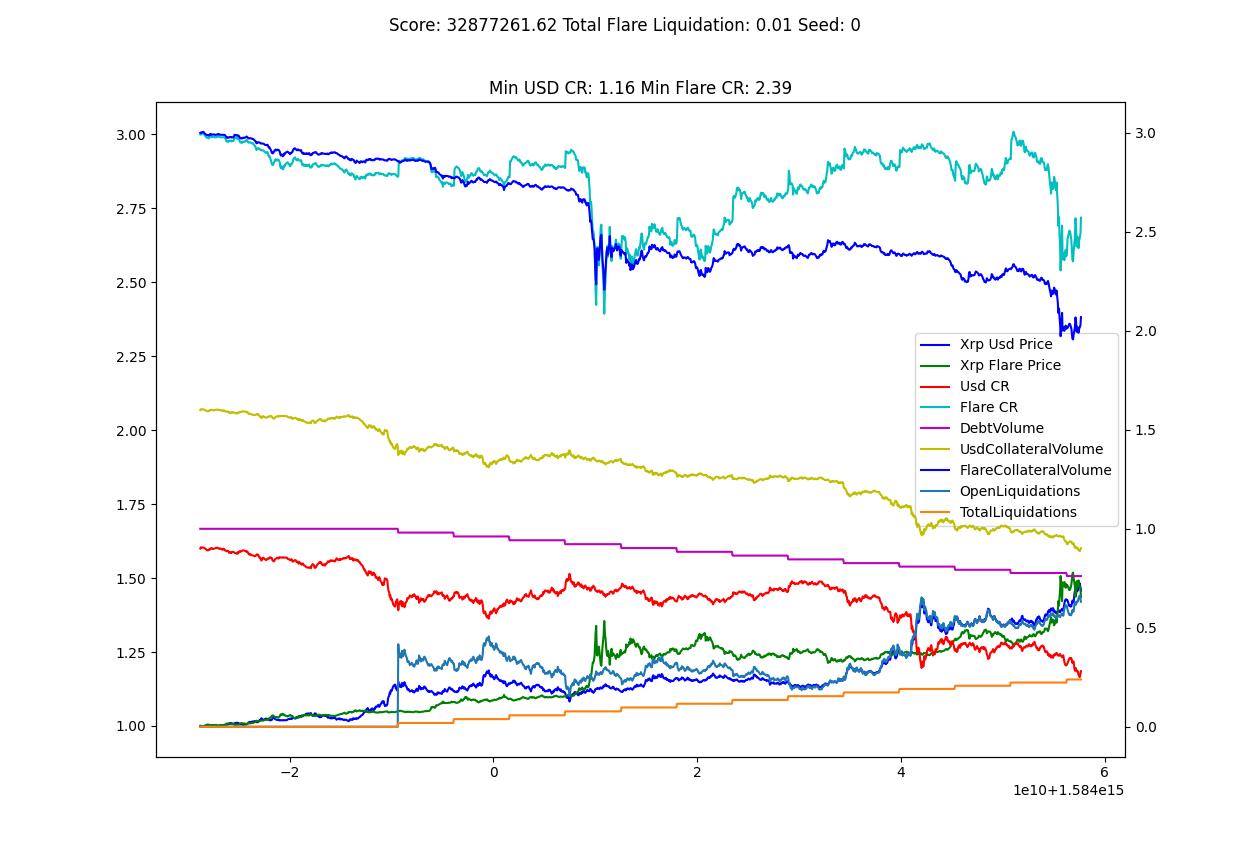 Score: 32877261.62 Total Flare Liquidation: 0.01 Seed: 0
Min USD CR: 1.16 Min Flare CR: 2.39
3.00
2.75
2.50
2.25
2.00
1.75
1.50
1.25
1.00
3.0
2.5
2.0
1.5
1.0
0.5
0.0
Xrp Usd Price
Xrp Flare Price
Usd CR
Flare CR
DebtVolume
UsdCollateralVolume
FlareCollateralVolume
OpenLiquidations
TotalLiquidations
−2 0 2 4 6
1e10+1.584e15